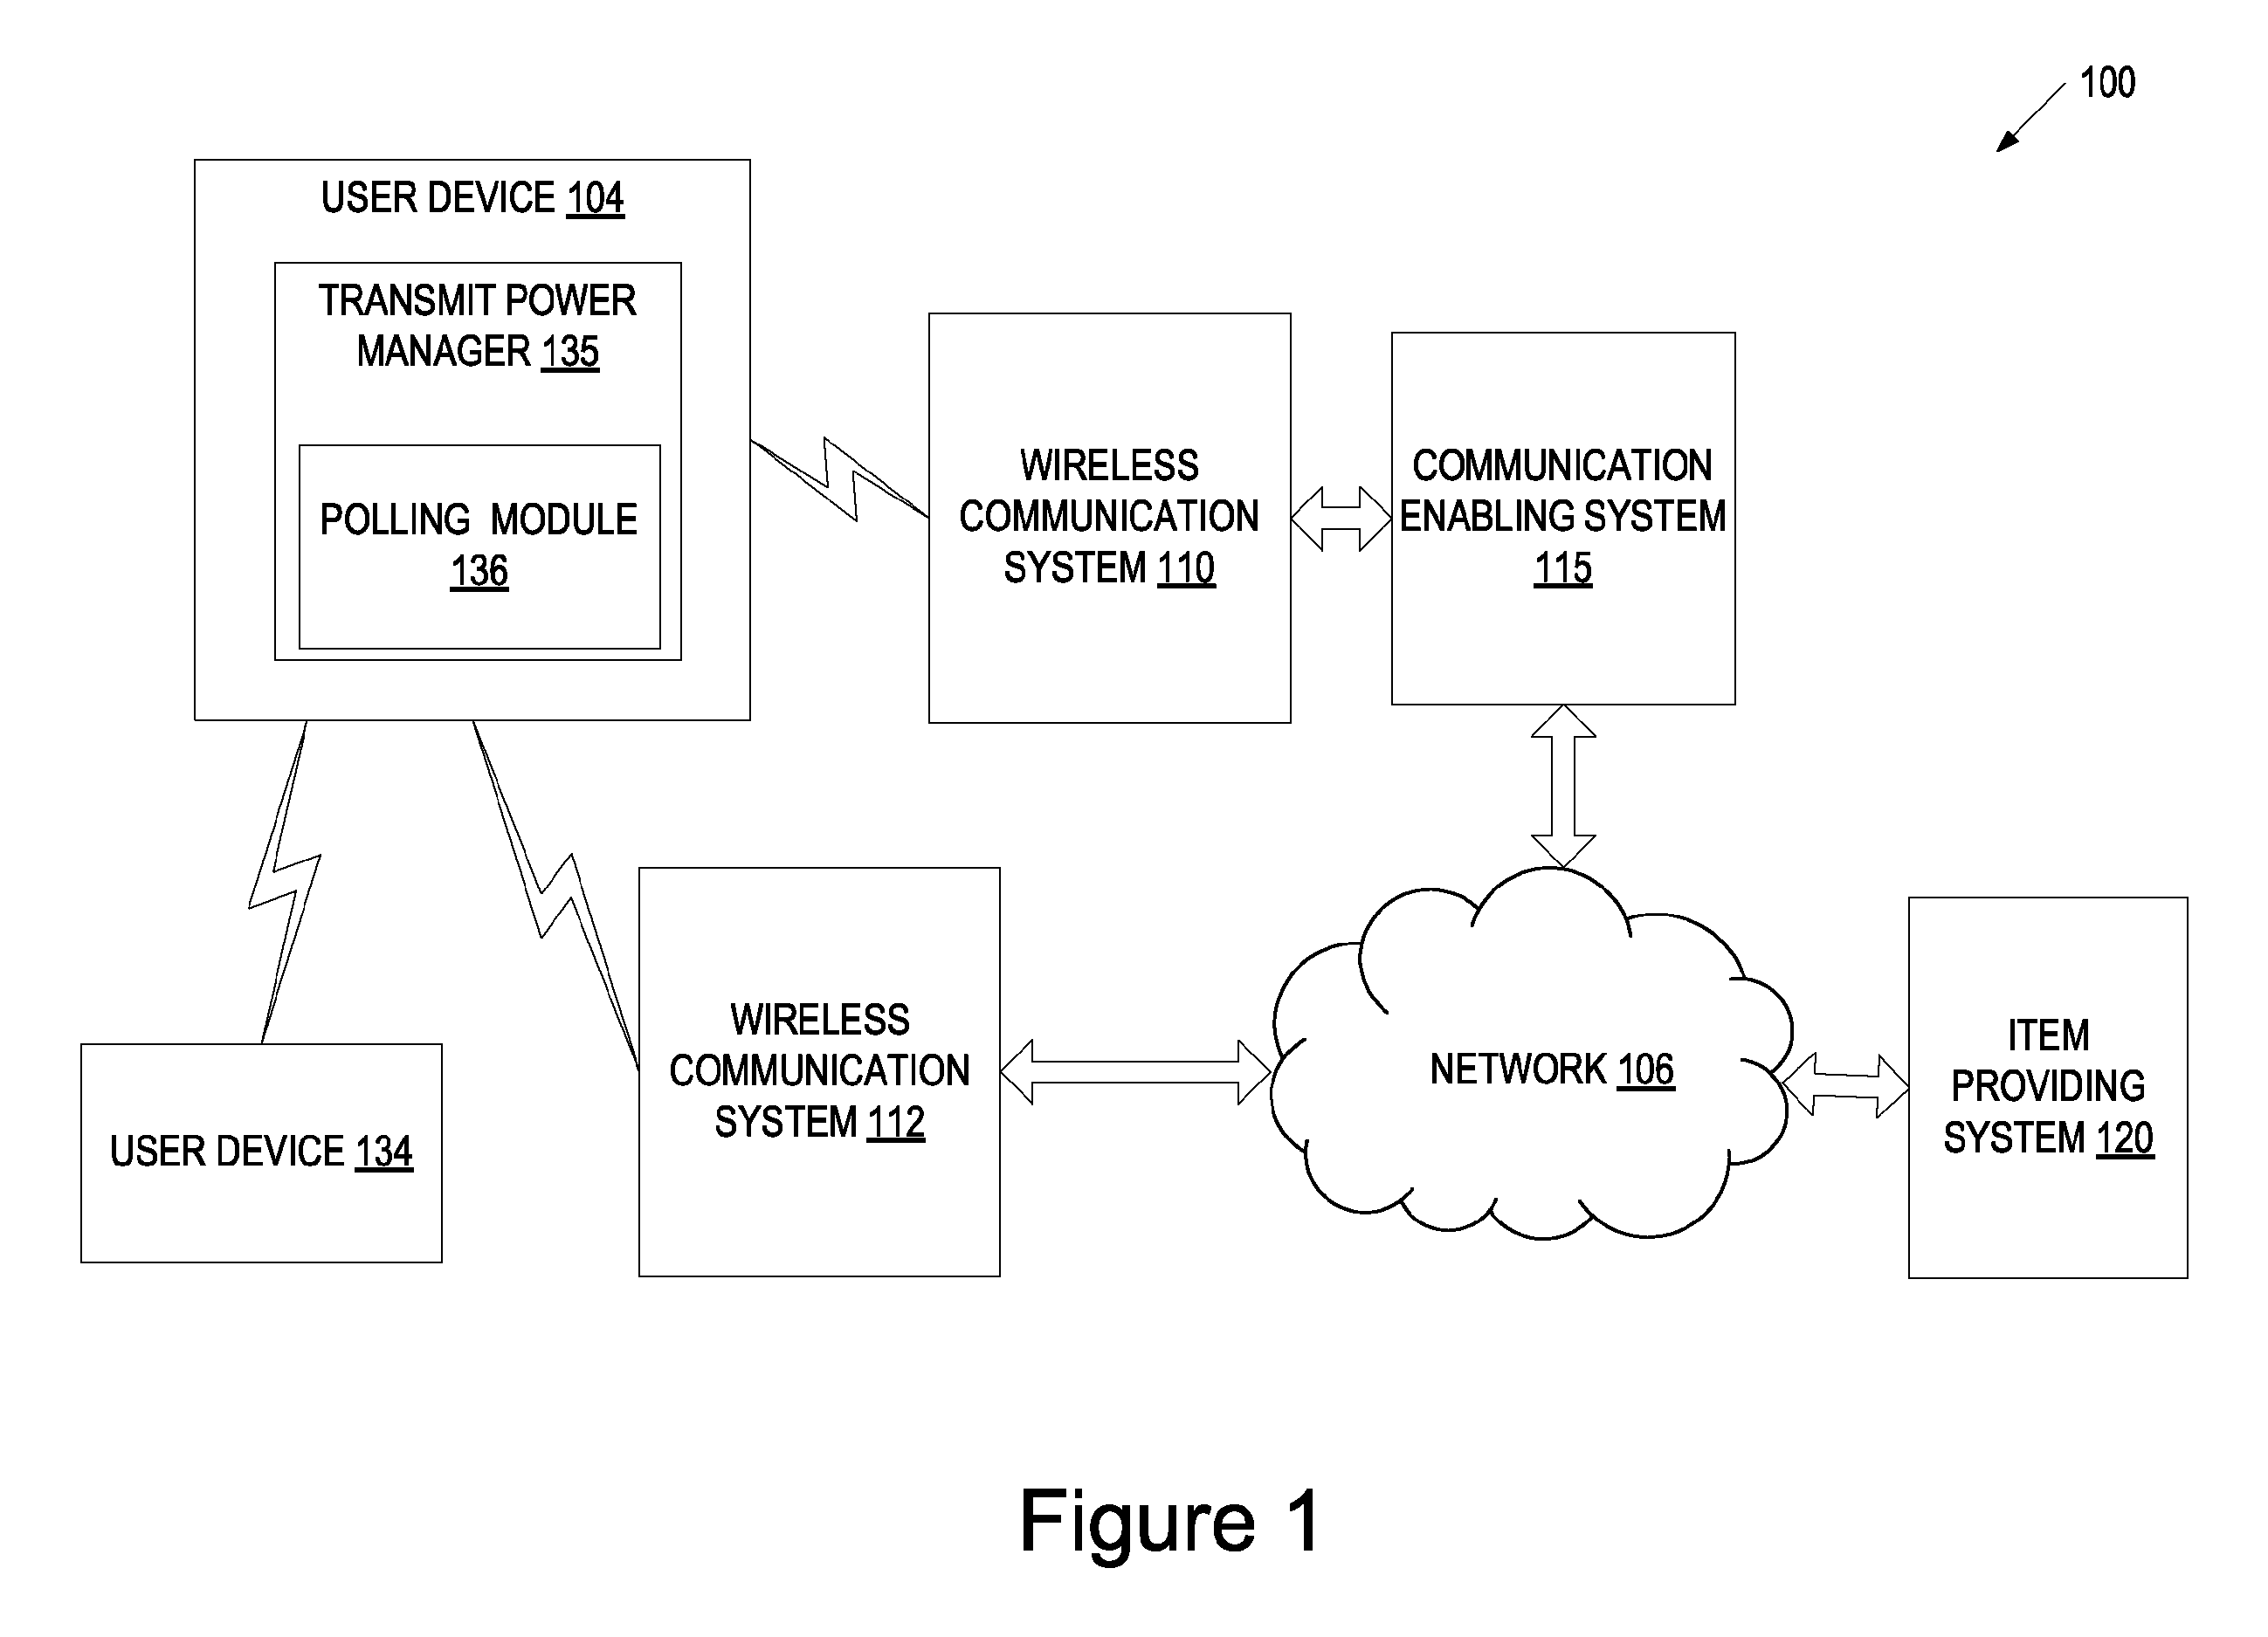 100
USER DEVICE 104
TRANSMIT POWER
MANAGER 135
POLLING MODULE
136
WIRELESS
COMMUNICATION
SYSTEM 110
COMMUNICATION
ENABLING SYSTEM
115
USER DEVICE 134
WIRELESS
COMMUNICATION
SYSTEM 112
NETWORK 106
ITEM
PROVIDING
SYSTEM 120
Figure 1